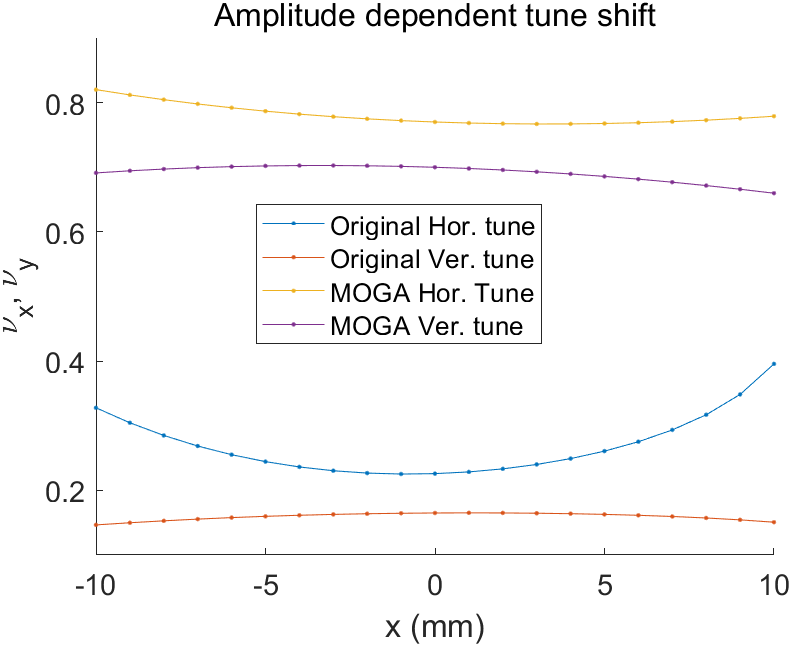 Amplitude dependent tune shift
0.8
0.6
0.4
0.2
ν_x, ν_y
Original Hor. tune
Original Ver. tune
MOGA Hor. Tune
MOGA Ver. tune
-10
-5
0
5
10
x (mm)